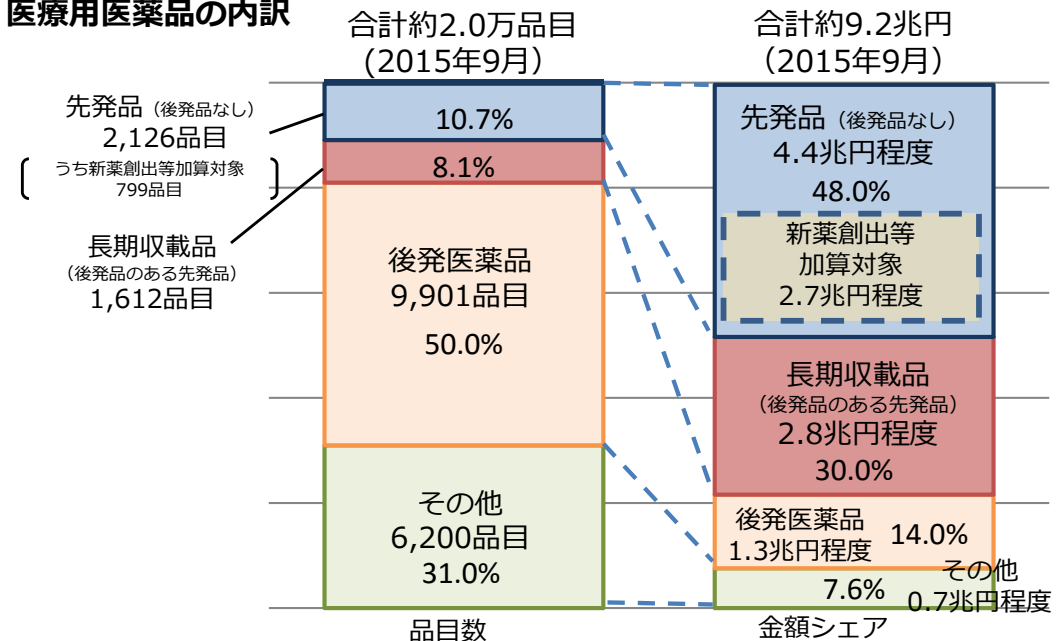 医療用医薬品の内訳
合計約2.0万品目
(2015年9月)
合計約9.2兆円
(2015年9月)
先発品（後発品なし）
2,126品目
うち新薬創出等加算対象
799品目
長期収載品
（後発品のある先発品）
1,612品目
10.7%
8.1%
後発医薬品
9,901品目
50.0%
その他
6,200品目
31.0%
品目数
先発品（後発品なし）
4.4兆円程度
48.0%
新薬創出等
加算対象
2.7兆円程度
長期収載品
（後発品のある先発品）
2.8兆円程度
30.0%
後発医薬品
1.3兆円程度
14.0%
7.6%
その他
0.7兆円程度
金額シェア